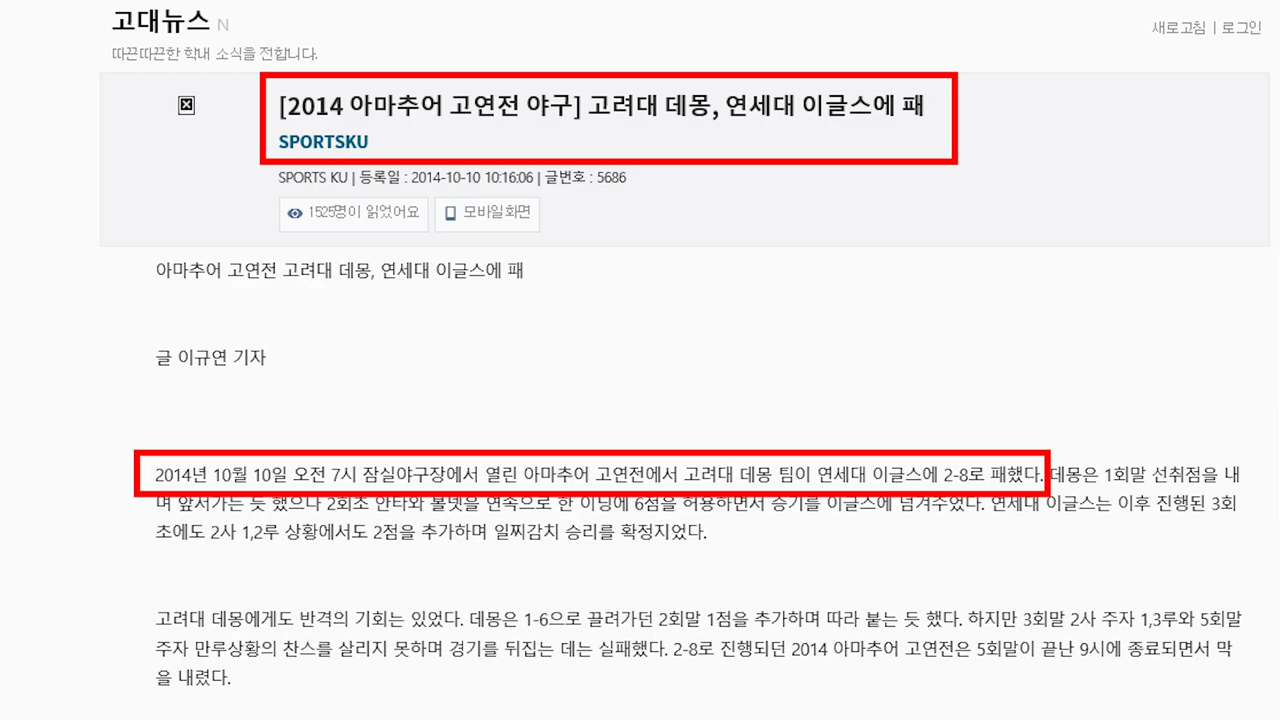 고대뉴스 N
새로고침 | 로그인
따끈따끈한 학내 소식을 전합니다.
[2014 아마추어 고연전 야구] 고려대 데몽, 연세대 이글스에 패
SPORTSKU
SPORTS KU | 등록일 : 2014-10-10 10:16:06 | 글번호 : 5686
1525명이 읽었어요
모바일화면
아마추어 고연전 고려대 데몽, 연세대 이글스에 패
글 이규연 기자
2014년 10월 10일 오전 7시 잠실야구장에서 열린 아마추어 고연전에서 고려대 데몽 팀이 연세대 이글스에 2-8로 패했다. 데몽은 1회말 선취점을 내
며 앞서가는 듯 했으나 2회초 안타와 볼넷을 연속으로 한 이닝에 6점을 허용하면서 승기를 이글스에 넘겨주었다. 연세대 이글스는 이후 진행된 3회
초에도 2사 1,2루 상황에서도 2점을 추가하며 일찌감치 승리를 확정지었다.
고려대 데몽에게도 반격의 기회는 있었다. 데몽은 1-6으로 끌려가던 2회말 1점을 추가하며 따라 붙는 듯 했다. 하지만 3회말 2사 주자 1,3루와 5회말
주자 만루상황의 찬스를 살리지 못하며 경기를 뒤집는 데는 실패했다. 2-8로 진행되던 2014 아마추어 고연전은 5회말이 끝난 9시에 종료되면서 막
을 내렸다.